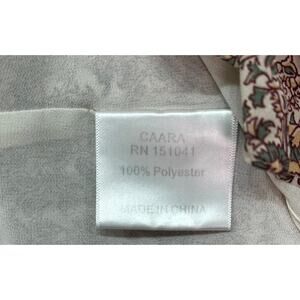 CAARA
RN 151041
100% Polyester
MADE IN CHINA